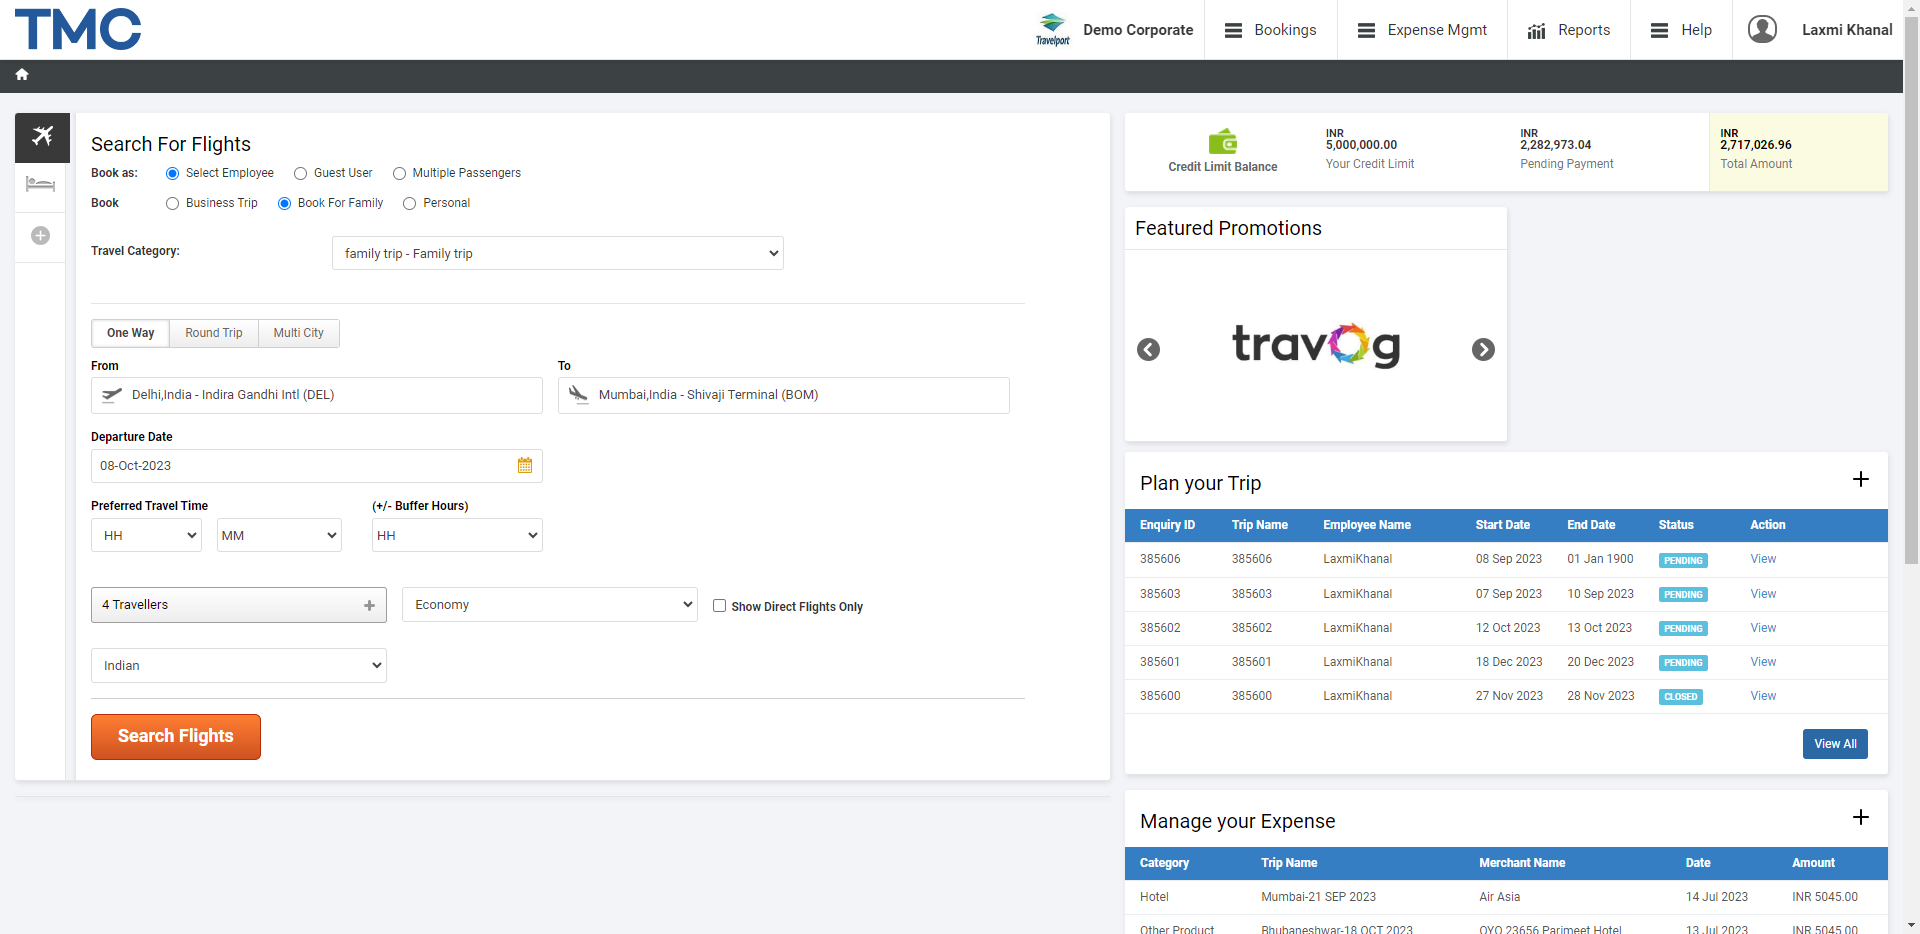 TMC
Travelport
Demo Corporate
Bookings
Expense Mgmt
Reports
Help
Laxmi Khanal
Search For Flights
Book as:
Select Employee
Guest User
Multiple Passengers
Book
Business Trip
Book For Family
Personal
Travel Category:
family trip - Family trip
One Way
Round Trip
Multi City
From
To
Delhi,India - Indira Gandhi Intl (DEL)
Mumbai,India - Shivaji Terminal (BOM)
Departure Date
08-Oct-2023
Preferred Travel Time
(+/- Buffer Hours)
HH
MM
HH
4 Travellers
Economy
Show Direct Flights Only
Indian
Search Flights
Credit Limit Balance
INR
5,000,000.00
Your Credit Limit
INR
2,282,973.04
Pending Payment
INR
2,717,026.96
Total Amount
Featured Promotions
travog
Plan your Trip
Enquiry ID Trip Name Employee Name Start Date End Date Status Action
385606 385606 LaxmiKhanal 08 Sep 2023 01 Jan 1900 PENDING View
385603 385603 LaxmiKhanal 07 Sep 2023 10 Sep 2023 PENDING View
385602 385602 LaxmiKhanal 12 Oct 2023 13 Oct 2023 PENDING View
385601 385601 LaxmiKhanal 18 Dec 2023 20 Dec 2023 PENDING View
385600 385600 LaxmiKhanal 27 Nov 2023 28 Nov 2023 CLOSED View
View All
Manage your Expense
Category Trip Name Merchant Name Date Amount
Hotel Mumbai-21 SEP 2023 Air Asia 14 Jul 2023 INR 5045.00
Other Product Bhubaneshwar-18 OCT 2023 OYO 23656 Parimeet Hotel 13 Jul 2023 INR 5045.00